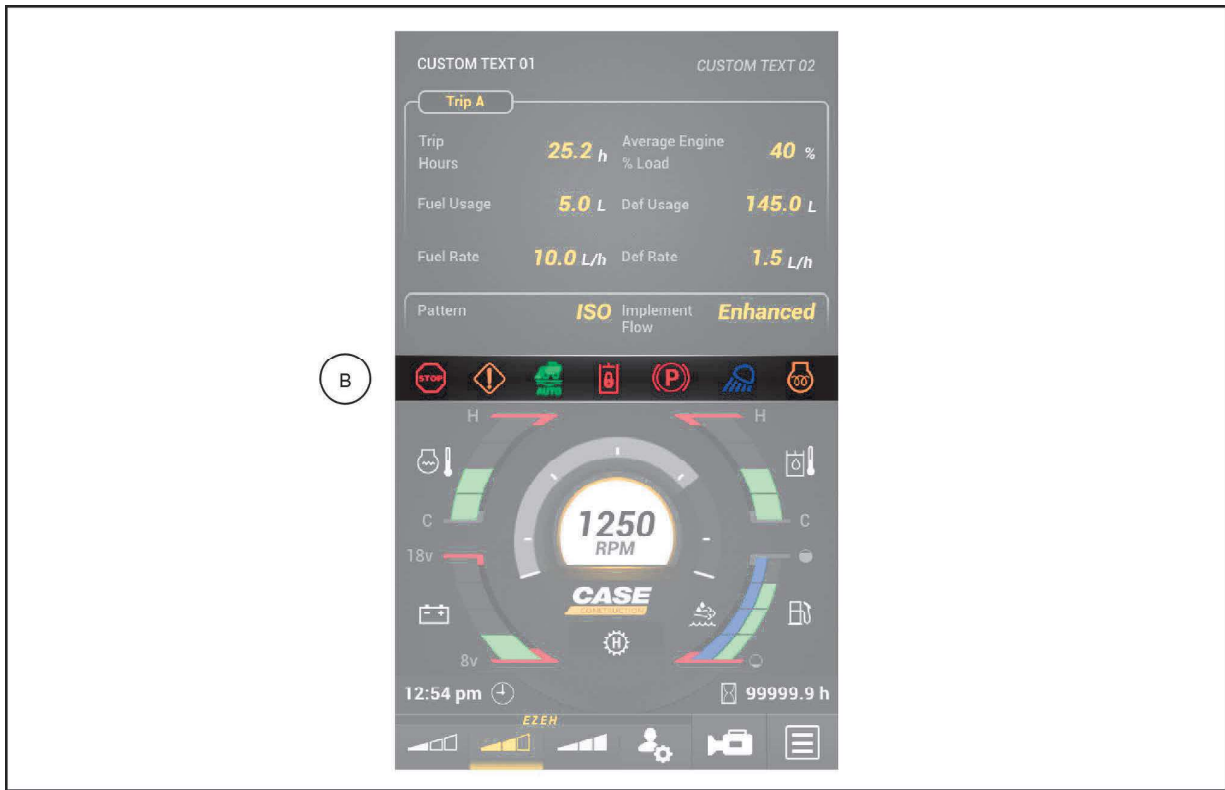 CUSTOM TEXT 01 CUSTOM TEXT 02
Trip A
Trip Hours 25.2 h Average Engine % Load 40 %
Fuel Usage 5.0 L Def Usage 145.0 L
Fuel Rate 10.0 L/h Def Rate 1.5 L/h
Pattern ISO Implement Flow Enhanced
B
STOP AUTO P
H H
C C
1250
RPM
18v
CASE
CONSTRUCTION
H
8v
12:54 pm 99999.9 h
EZEH